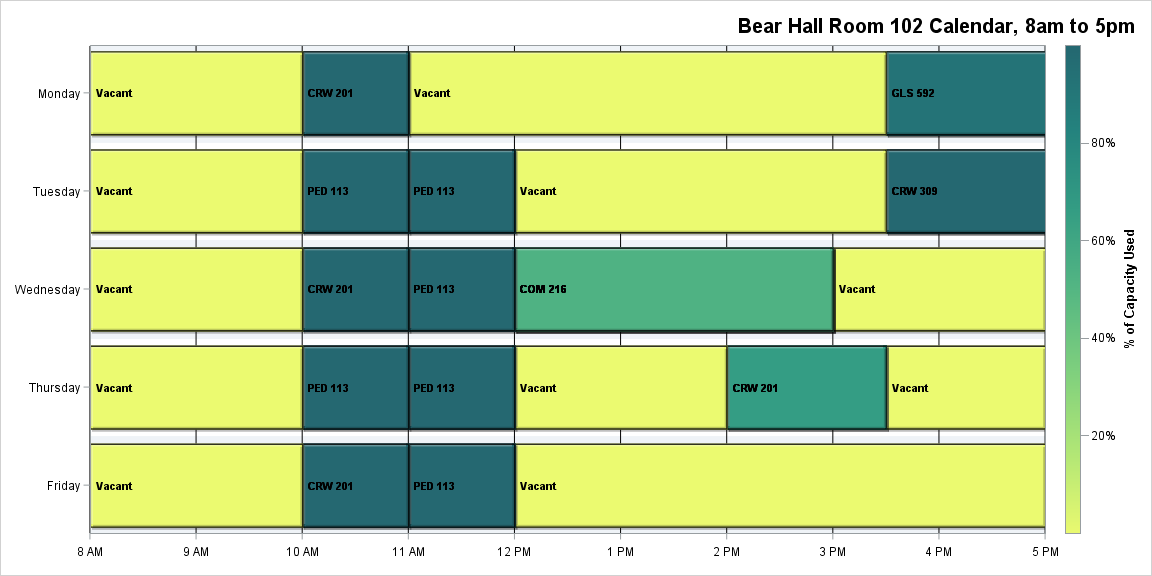 Bear Hall Room 102 Calendar, 8am to 5pm
Monday
Vacant
CRW 201
Vacant
GLS 592
Tuesday
Vacant
PED 113
PED 113
Vacant
CRW 309
Wednesday
Vacant
CRW 201
PED 113
COM 216
Vacant
Thursday
Vacant
PED 113
PED 113
Vacant
CRW 201
Vacant
Friday
Vacant
CRW 201
PED 113
Vacant
8 AM
9 AM
10 AM
11 AM
12 PM
1 PM
2 PM
3 PM
4 PM
5 PM
80%
60%
40%
20%
% of Capacity Used